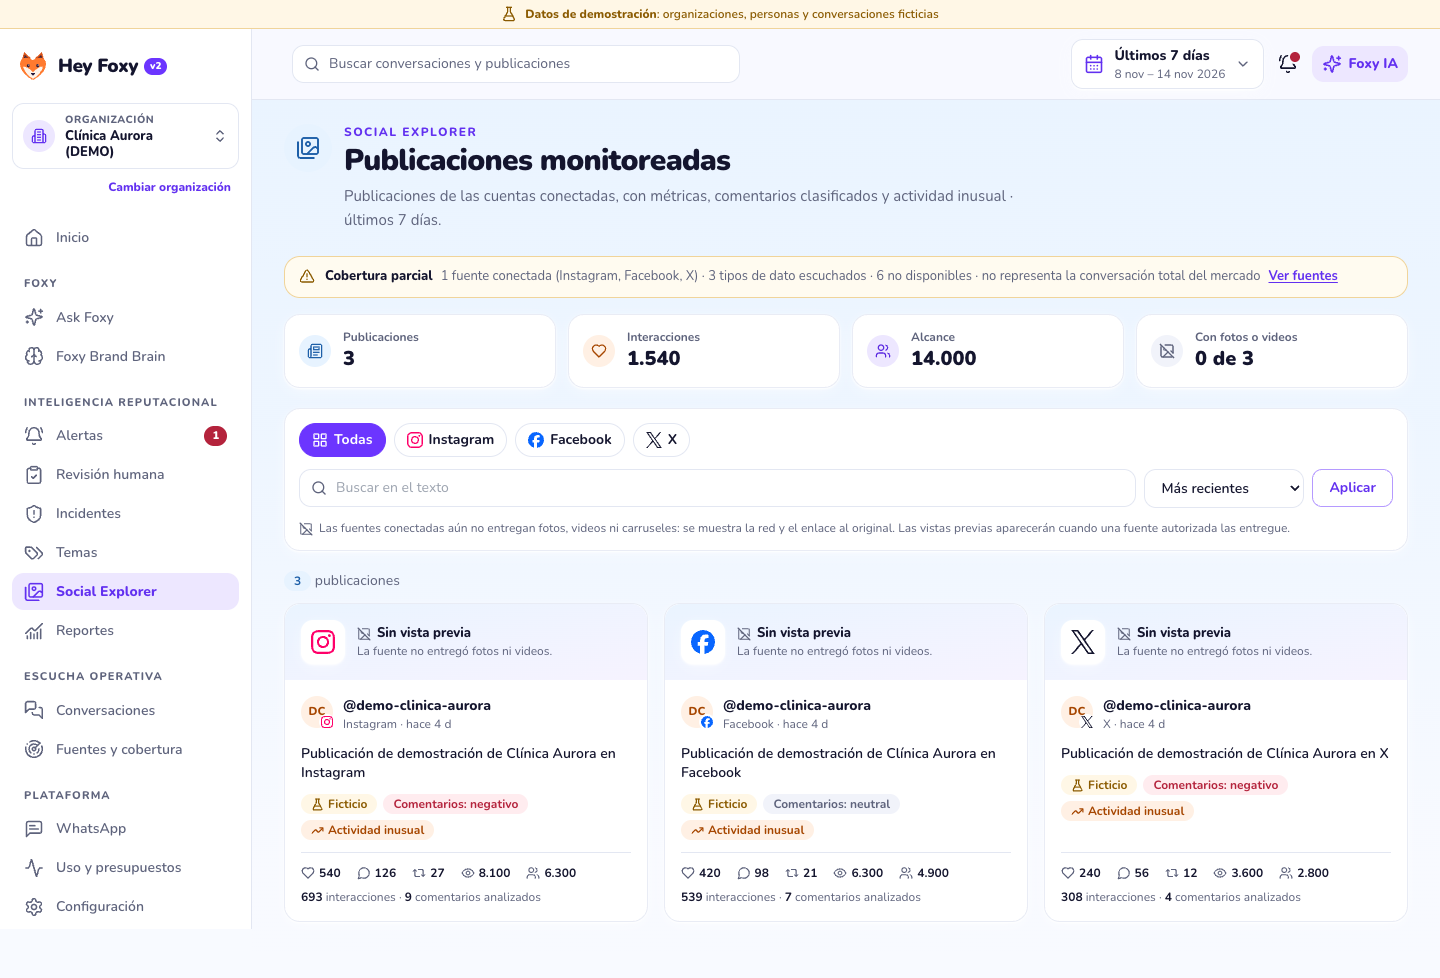 Datos de demostración: organizaciones, personas y conversaciones ficticias
Hey Foxy v2
Buscar conversaciones y publicaciones
Últimos 7 días
8 nov – 14 nov 2026
Foxy IA
ORGANIZACIÓN
Clínica Aurora
(DEMO)
Cambiar organización
Inicio
FOXY
Ask Foxy
Foxy Brand Brain
INTELIGENCIA REPUTACIONAL
Alertas 1
Revisión humana
Incidentes
Temas
Social Explorer
Reportes
ESCUCHA OPERATIVA
Conversaciones
Fuentes y cobertura
PLATAFORMA
WhatsApp
Uso y presupuestos
Configuración
SOCIAL EXPLORER
Publicaciones monitoreadas
Publicaciones de las cuentas conectadas, con métricas, comentarios clasificados y actividad inusual ·
últimos 7 días.
Cobertura parcial 1 fuente conectada (Instagram, Facebook, X) · 3 tipos de dato escuchados · 6 no disponibles · no representa la conversación total del mercado Ver fuentes
Publicaciones
3
Interacciones
1.540
Alcance
14.000
Con fotos o videos
0 de 3
Todas Instagram Facebook X
Buscar en el texto Más recientes Aplicar
Las fuentes conectadas aún no entregan fotos, videos ni carruseles: se muestra la red y el enlace al original. Las vistas previas aparecerán cuando una fuente autorizada las entregue.
3 publicaciones
Sin vista previa
La fuente no entregó fotos ni videos.
DC @demo-clinica-aurora
Instagram · hace 4 d
Publicación de demostración de Clínica Aurora en
Instagram
Ficticio Comentarios: negativo
Actividad inusual
540 126 27 8.100 6.300
693 interacciones · 9 comentarios analizados
Sin vista previa
La fuente no entregó fotos ni videos.
DC @demo-clinica-aurora
Facebook · hace 4 d
Publicación de demostración de Clínica Aurora en
Facebook
Ficticio Comentarios: neutral
Actividad inusual
420 98 21 6.300 4.900
539 interacciones · 7 comentarios analizados
Sin vista previa
La fuente no entregó fotos ni videos.
DC @demo-clinica-aurora
X · hace 4 d
Publicación de demostración de Clínica Aurora en X
Ficticio Comentarios: negativo
Actividad inusual
240 56 12 3.600 2.800
308 interacciones · 4 comentarios analizados